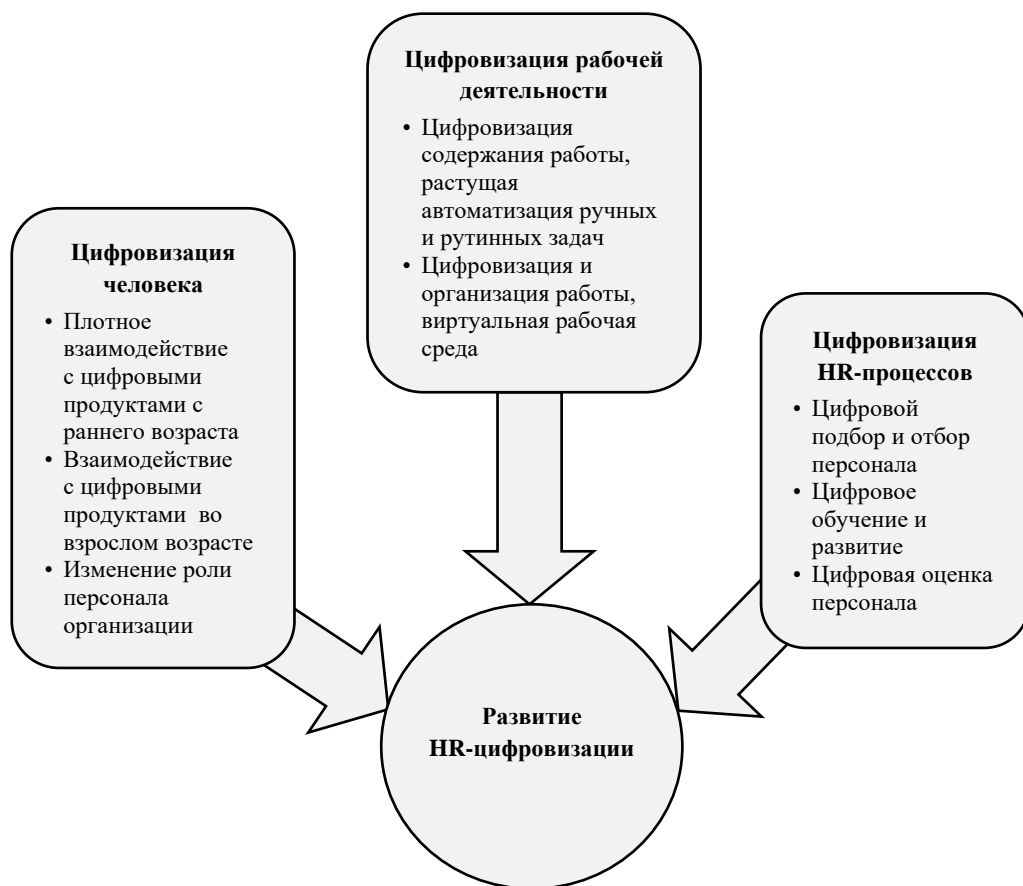 Цифровизация рабочей
деятельности
• Цифровизация
содержания работы,
растущая
автоматизация ручных
и рутинных задач
• Цифровизация и
организация работы,
виртуальная рабочая
среда
Цифровизация
человека
• Плотное
взаимодействие
с цифровыми
продуктами с
раннего возраста
• Взаимодействие
с цифровыми
продуктами во
взрослом возрасте
• Изменение роли
персонала
организации
Цифровизация
HR-процессов
• Цифровой
подбор и отбор
персонала
• Цифровое
обучение и
развитие
• Цифровая оценка
персонала
Развитие
HR-цифровизации